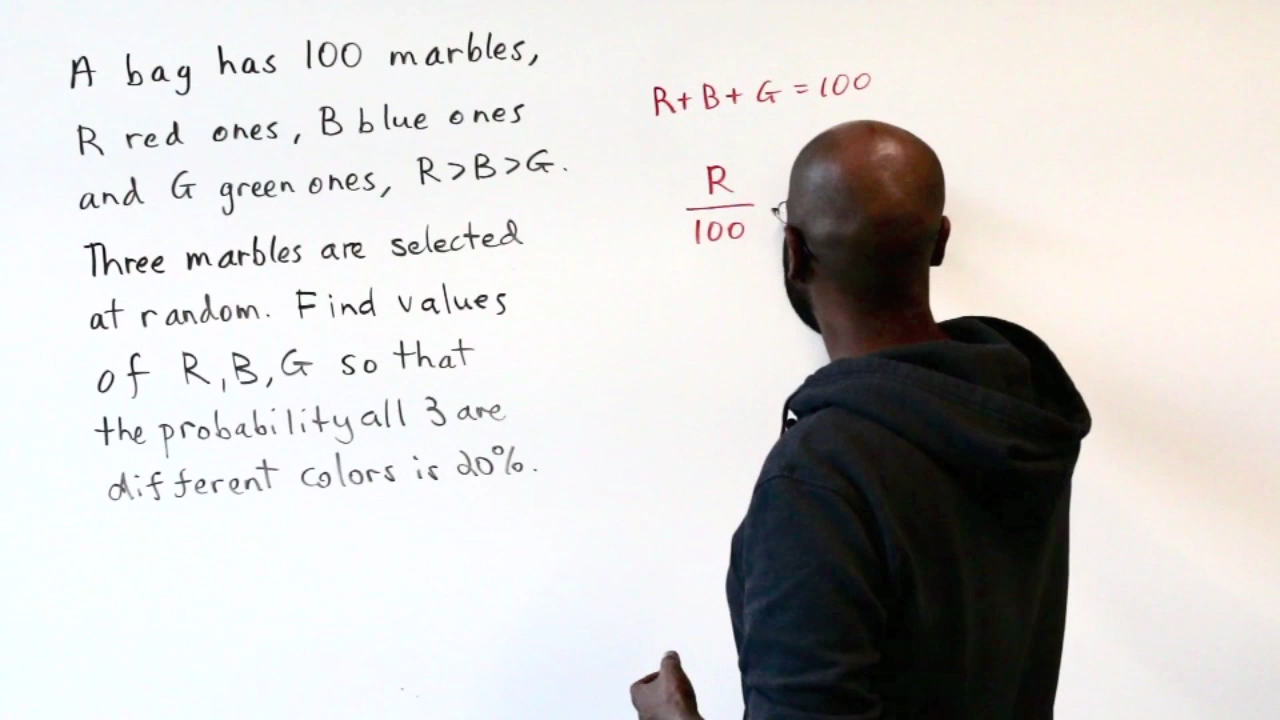 A bag has 100 marbles,
R red ones, B blue ones
and G green ones, R>B>G.
Three marbles are selected
at random. Find values
of R, B, G so that
the probability all 3 are
different colors is 20%.
R+B+G=100
R
100